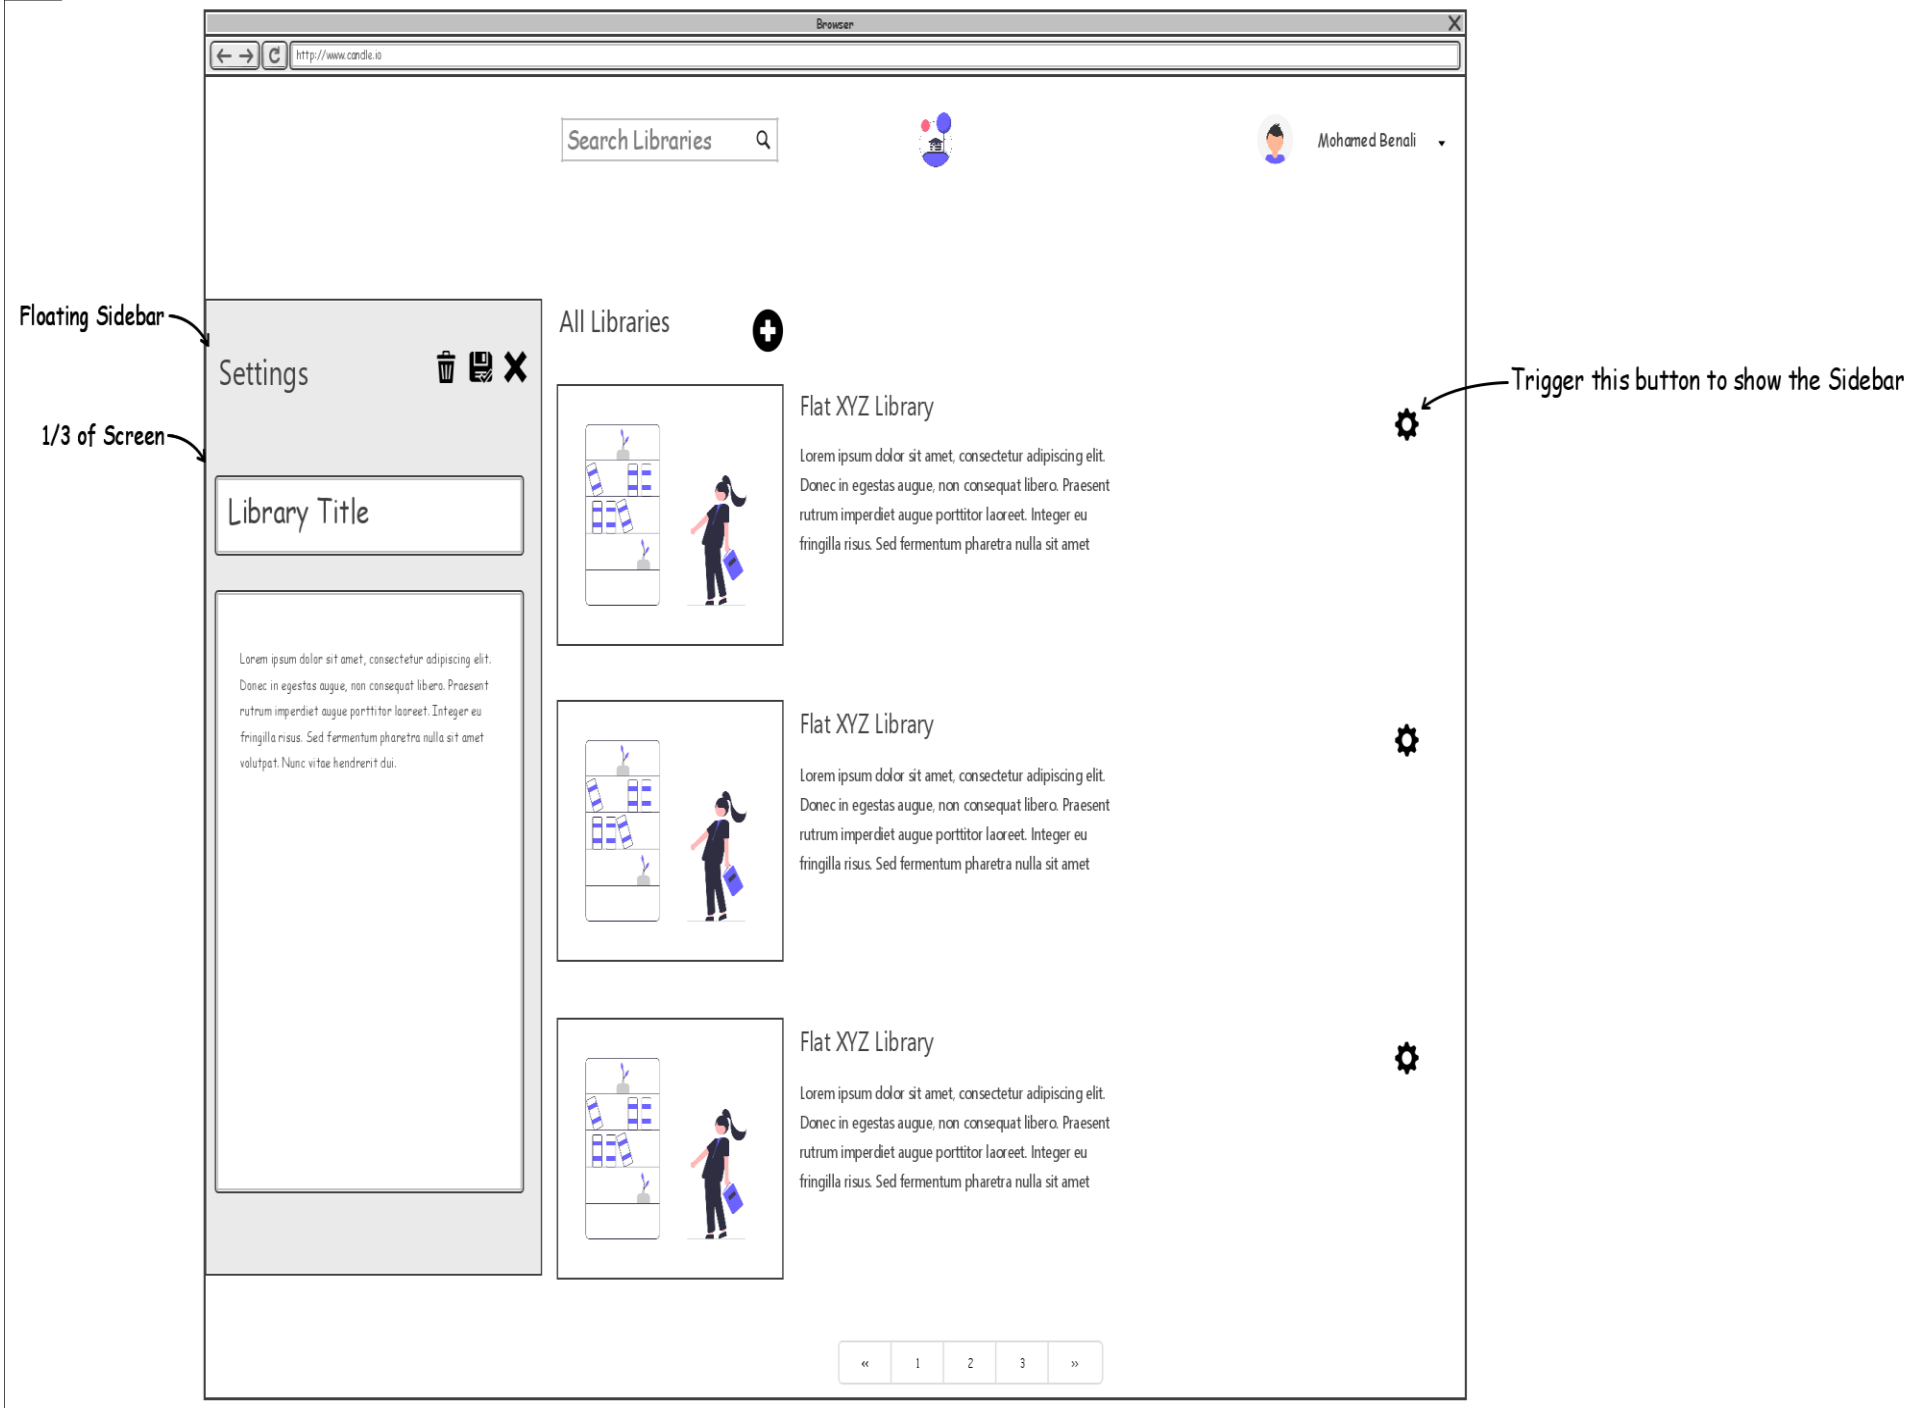 Browser
http://www.candle.io
Search Libraries
Mohamed Benali
Floating Sidebar
1/3 of Screen
Settings
Library Title
Lorem ipsum dolor sit amet, consectetur adipiscing elit.
Donec in egestas augue, non consequat libero. Praesent
rutrum imperdiet augue porttitor laoreet. Integer eu
fringilla risus. Sed fermentum pharetra nulla sit amet
volutpat. Nunc vitae hendrerit dui.
All Libraries
Trigger this button to show the Sidebar
Flat XYZ Library
Lorem ipsum dolor sit amet, consectetur adipiscing elit.
Donec in egestas augue, non consequat libero. Praesent
rutrum imperdiet augue porttitor laoreet. Integer eu
fringilla risus. Sed fermentum pharetra nulla sit amet
Flat XYZ Library
Lorem ipsum dolor sit amet, consectetur adipiscing elit.
Donec in egestas augue, non consequat libero. Praesent
rutrum imperdiet augue porttitor laoreet. Integer eu
fringilla risus. Sed fermentum pharetra nulla sit amet
Flat XYZ Library
Lorem ipsum dolor sit amet, consectetur adipiscing elit.
Donec in egestas augue, non consequat libero. Praesent
rutrum imperdiet augue porttitor laoreet. Integer eu
fringilla risus. Sed fermentum pharetra nulla sit amet
« 1 2 3 »